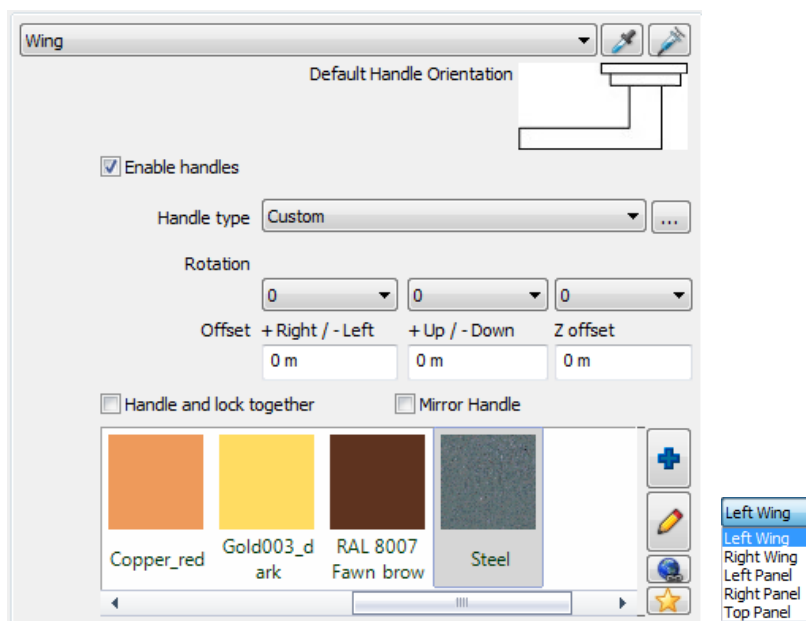 Wing
Default Handle Orientation
Enable handles
Handle type Custom ...
Rotation
0 0 0
Offset + Right / - Left + Up / - Down Z offset
0 m 0 m 0 m
Handle and lock together Mirror Handle
Copper_red Gold003_d RAL 8007 Steel
ark Fawn brow
Left Wing
Left Wing
Right Wing
Left Panel
Right Panel
Top Panel